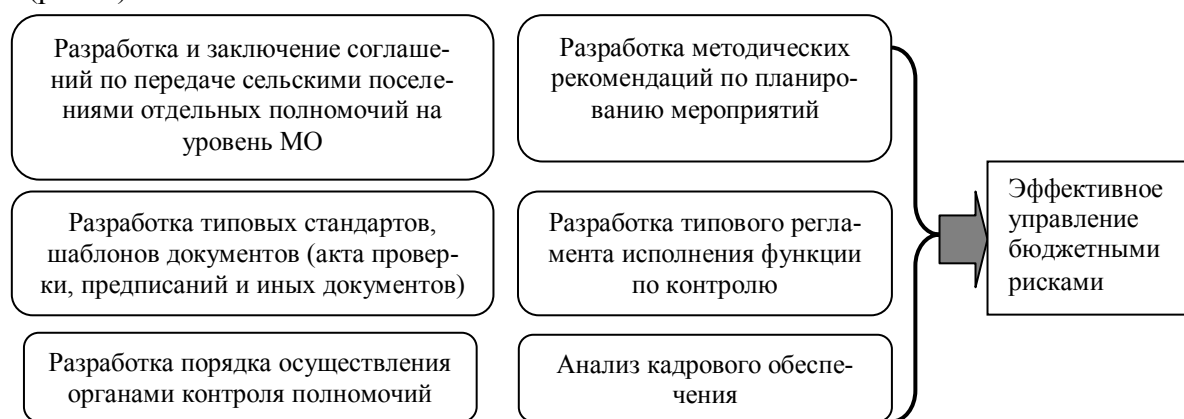 Разработка и заключение соглаше-
ний по передаче сельскими поселе-
ниями отдельных полномочий на
уровень МО
Разработка методических
рекомендаций по планиро-
ванию мероприятий
Разработка типовых стандартов,
шаблонов документов (акта провер-
ки, предписаний и иных документов)
Разработка типового регла-
мента исполнения функции
по контролю
Разработка порядка осуществления
органами контроля полномочий
Анализ кадрового обеспе-
чения
Эффективное
управление
бюджетными
рисками